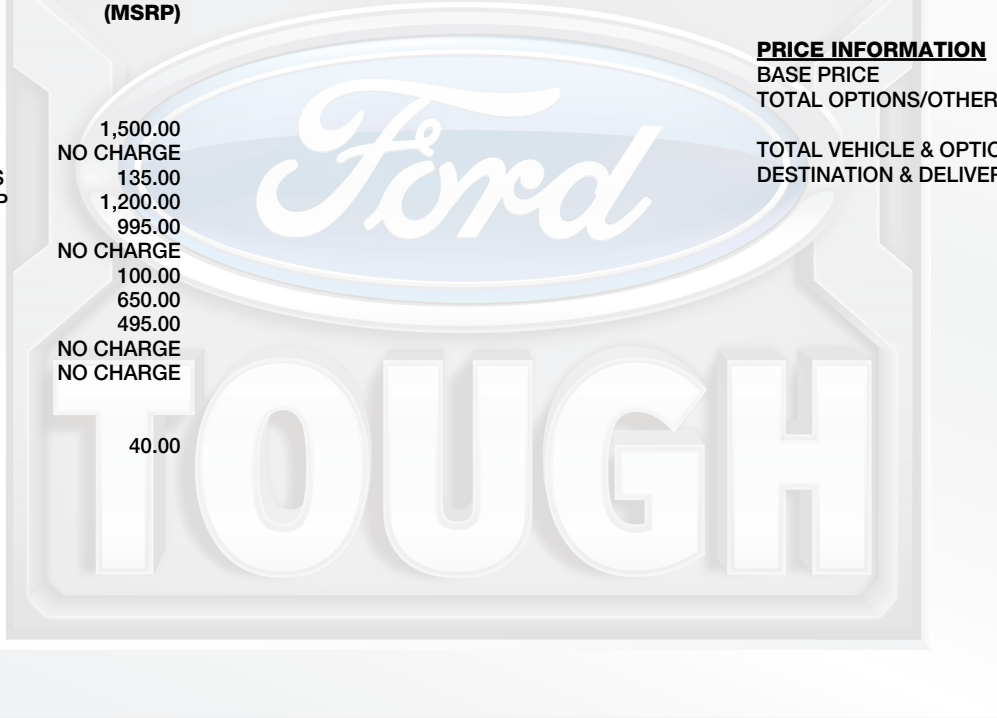 (MSRP)
1,500.00
NO CHARGE
135.00
1,200.00
995.00
NO CHARGE
100.00
650.00
495.00
NO CHARGE
NO CHARGE
40.00
PRICE INFORMATION
BASE PRICE
TOTAL OPTIONS/OTHER
TOTAL VEHICLE & OPTIO
DESTINATION & DELIVER
Ford
TOUGH